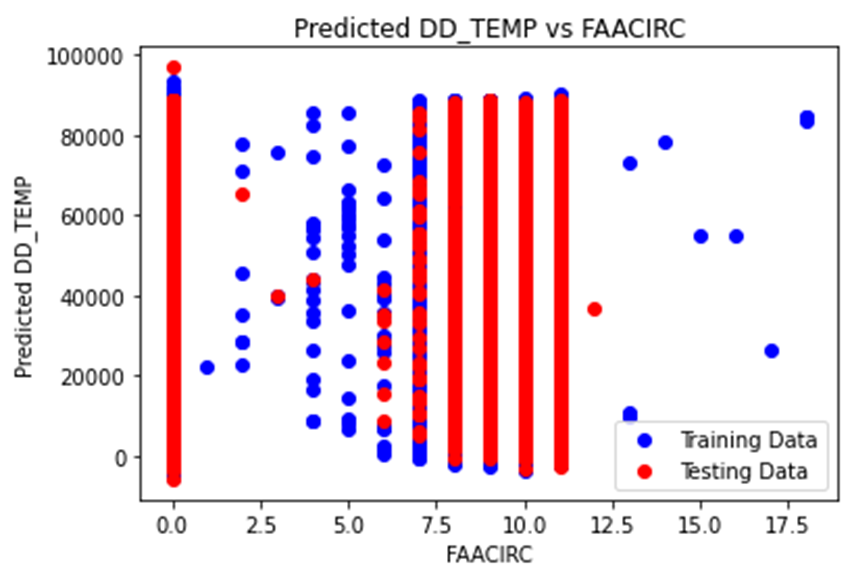 Predicted DD_TEMP vs FAACIRC
100000
80000
60000
40000
20000
0
Predicted DD_TEMP
Training Data
Testing Data
0.0 2.5 5.0 7.5 10.0 12.5 15.0 17.5
FAACIRC